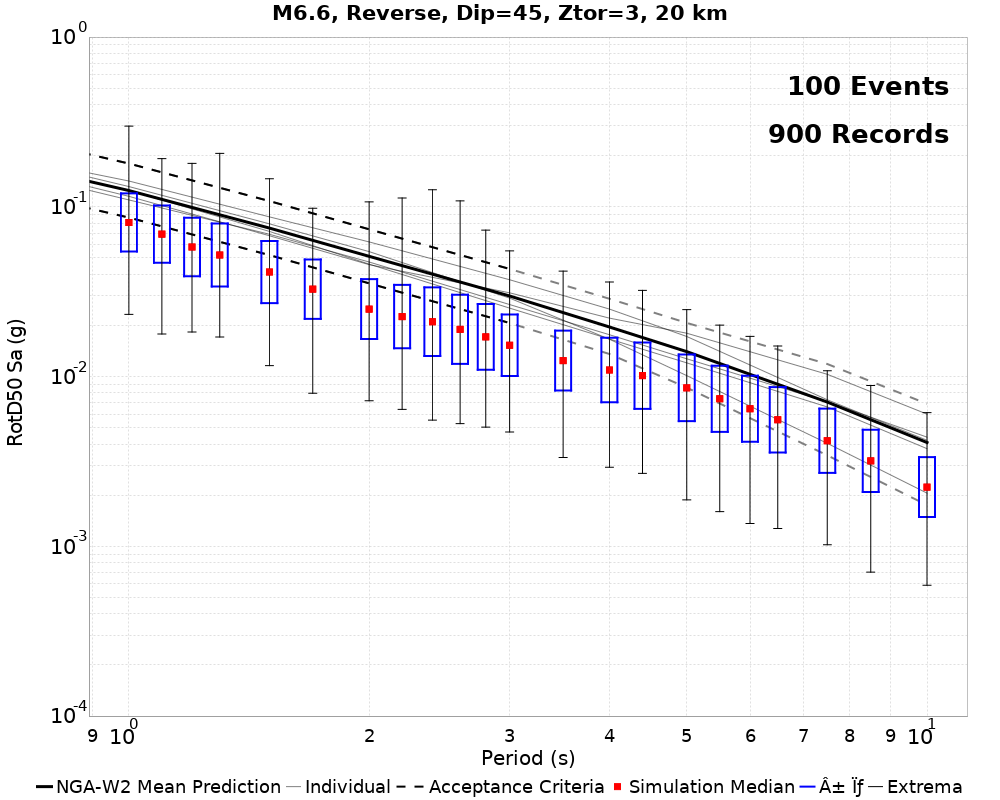 M6.6, Reverse, Dip=45, Ztor=3, 20 km
100 Events
900 Records
RotD50 Sa (g)
10^0
10^-1
10^-2
10^-3
10^-4
9 10^0 2 3 4 5 6 7 8 9 10^1
Period (s)
NGA-W2 Mean Prediction Individual Acceptance Criteria Simulation Median Â± Ïƒ Extrema